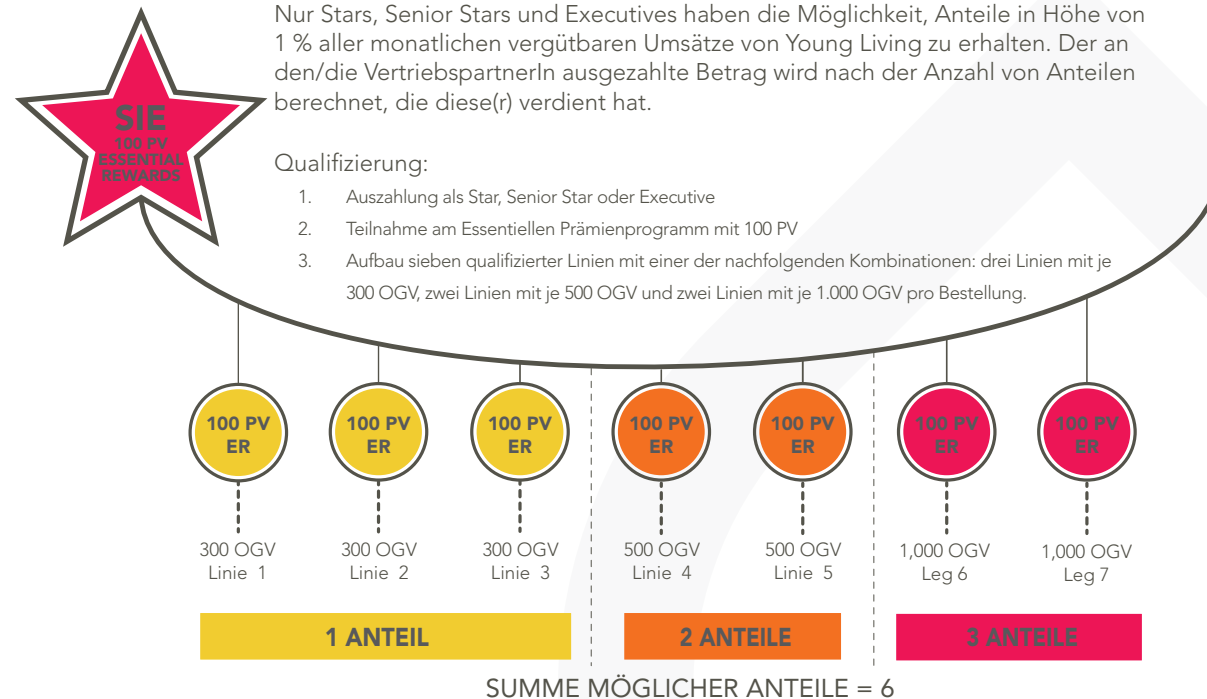 Nur Stars, Senior Stars und Executives haben die Möglichkeit, Anteile in Höhe von
1 % aller monatlichen vergütbaren Umsätze von Young Living zu erhalten. Der an
den/die VertriebspartnerIn ausgezahlte Betrag wird nach der Anzahl von Anteilen
berechnet, die diese(r) verdient hat.
SIE
100 PV
ESSENTIAL
REWARDS
Qualifizierung:
1. Auszahlung als Star, Senior Star oder Executive
2. Teilnahme am Essentiellen Prämienprogramm mit 100 PV
3. Aufbau sieben qualifizierter Linien mit einer der nachfolgenden Kombinationen: drei Linien mit je
300 OGV, zwei Linien mit je 500 OGV und zwei Linien mit je 1.000 OGV pro Bestellung.
100 PV
ER
300 OGV
Linie 1
100 PV
ER
300 OGV
Linie 2
100 PV
ER
300 OGV
Linie 3
100 PV
ER
500 OGV
Linie 4
100 PV
ER
500 OGV
Linie 5
100 PV
ER
1,000 OGV
Leg 6
100 PV
ER
1,000 OGV
Leg 7
1 ANTEIL
2 ANTEILE
3 ANTEILE
SUMME MÖGLICHER ANTEILE = 6